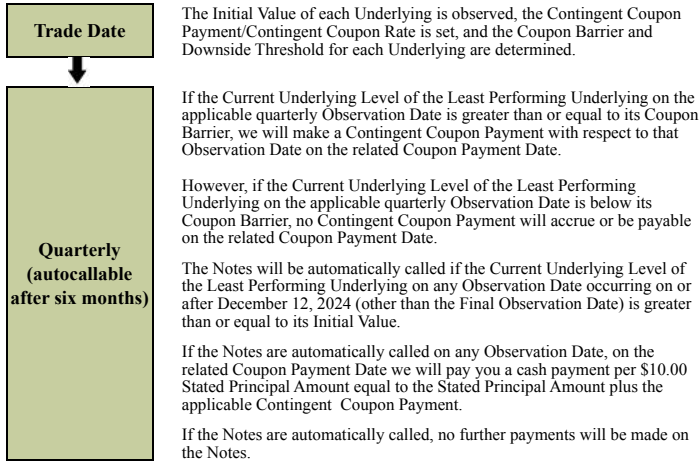 Trade Date
The Initial Value of each Underlying is observed, the Contingent Coupon
Payment/Contingent Coupon Rate is set, and the Coupon Barrier and
Downside Threshold for each Underlying are determined.
Quarterly
(autocallable
after six months)
If the Current Underlying Level of the Least Performing Underlying on the
applicable quarterly Observation Date is greater than or equal to its Coupon
Barrier, we will make a Contingent Coupon Payment with respect to that
Observation Date on the related Coupon Payment Date.
However, if the Current Underlying Level of the Least Performing
Underlying on the applicable quarterly Observation Date is below its
Coupon Barrier, no Contingent Coupon Payment will accrue or be payable
on the related Coupon Payment Date.
The Notes will be automatically called if the Current Underlying Level of
the Least Performing Underlying on any Observation Date occurring on or
after December 12, 2024 (other than the Final Observation Date) is greater
than or equal to its Initial Value.
If the Notes are automatically called on any Observation Date, on the
related Coupon Payment Date we will pay you a cash payment per $10.00
Stated Principal Amount equal to the Stated Principal Amount plus the
applicable Contingent Coupon Payment.
If the Notes are automatically called, no further payments will be made on
the Notes.